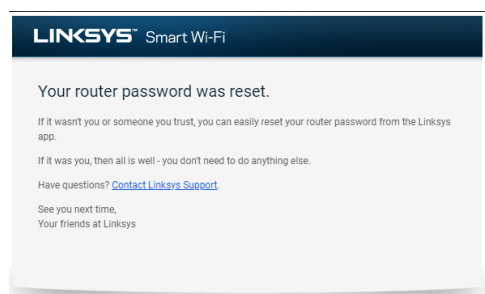 LINKSYS™ Smart Wi-Fi
Your router password was reset.
If it wasn't you or someone you trust, you can easily reset your router password from the Linksys
app.
If it was you, then all is well - you don't need to do anything else.
Have questions? Contact Linksys Support.
See you next time,
Your friends at Linksys